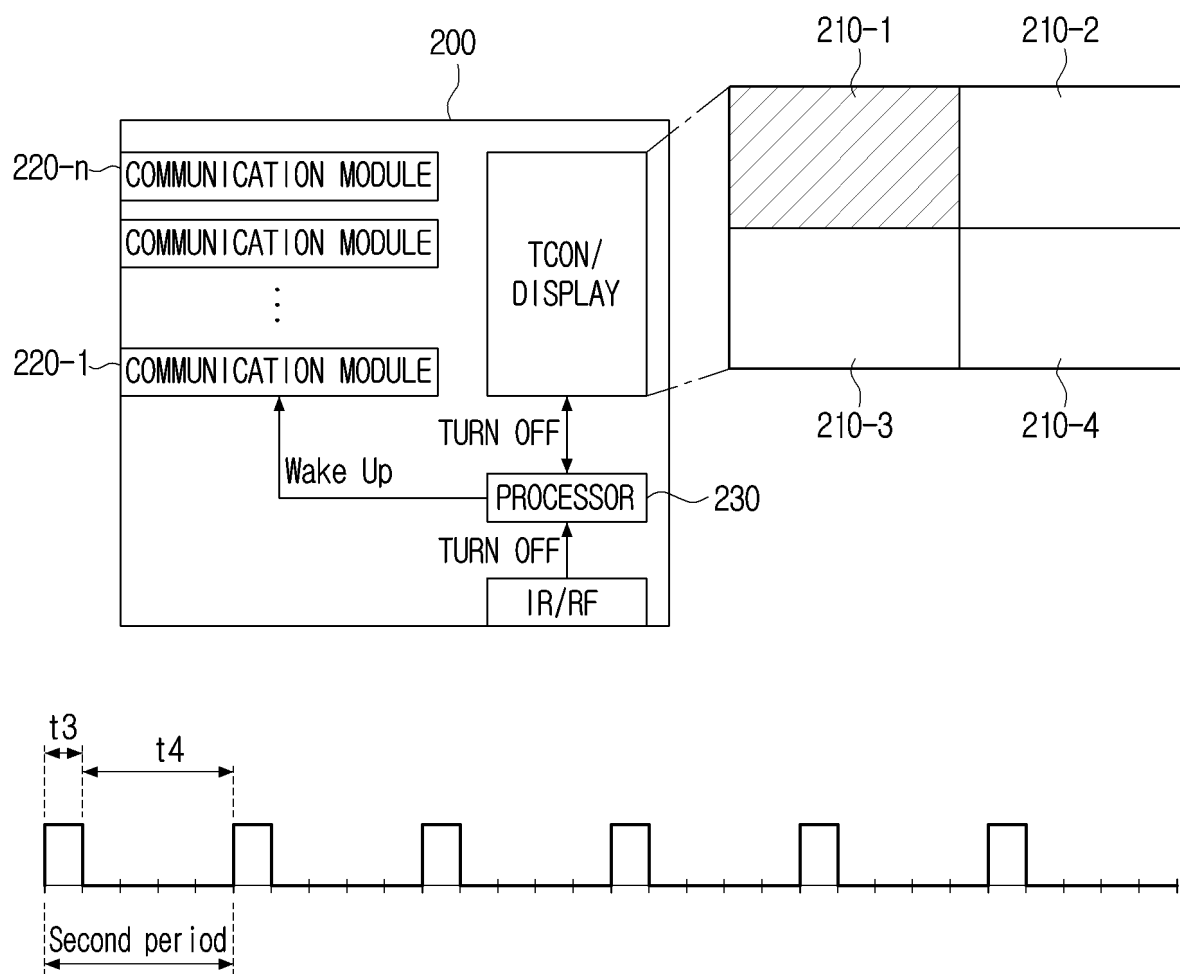 200
210-1
210-2
220-n
COMMUNICATION MODULE
COMMUNICATION MODULE
⋮
220-1
COMMUNICATION MODULE
TCON/
DISPLAY
210-3
210-4
TURN OFF
Wake Up
PROCESSOR
230
TURN OFF
IR/RF
t3
t4
Second period